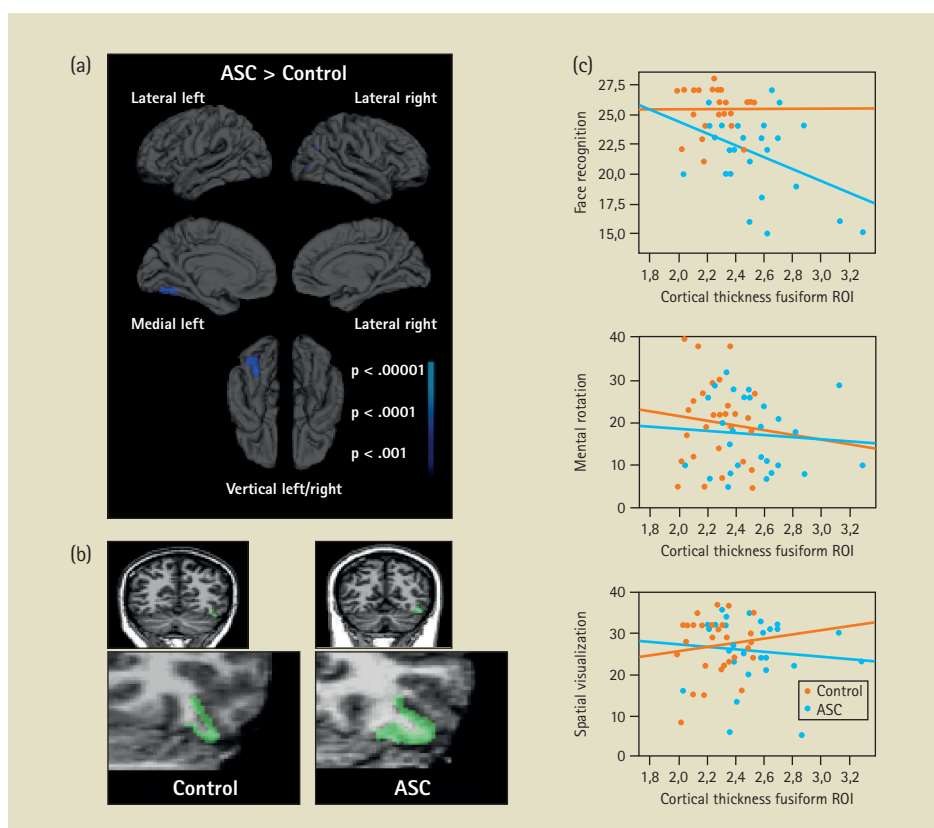 (a)
ASC > Control
Lateral left
Lateral right
Medial left
Lateral right
p < .00001
p < .0001
p < .001
Vertical left/right
(b)
Control
ASC
(c)
27,5
25,0
22,5
20,0
17,5
15,0
Face recognition
1,8 2,0 2,2 2,4 2,6 2,8 3,0 3,2
Cortical thickness fusiform ROI
40
30
20
10
0
Mental rotation
1,8 2,0 2,2 2,4 2,6 2,8 3,0 3,2
Cortical thickness fusiform ROI
40
30
20
10
0
Spatial visualization
Control
ASC
1,8 2,0 2,2 2,4 2,6 2,8 3,0 3,2
Cortical thickness fusiform ROI